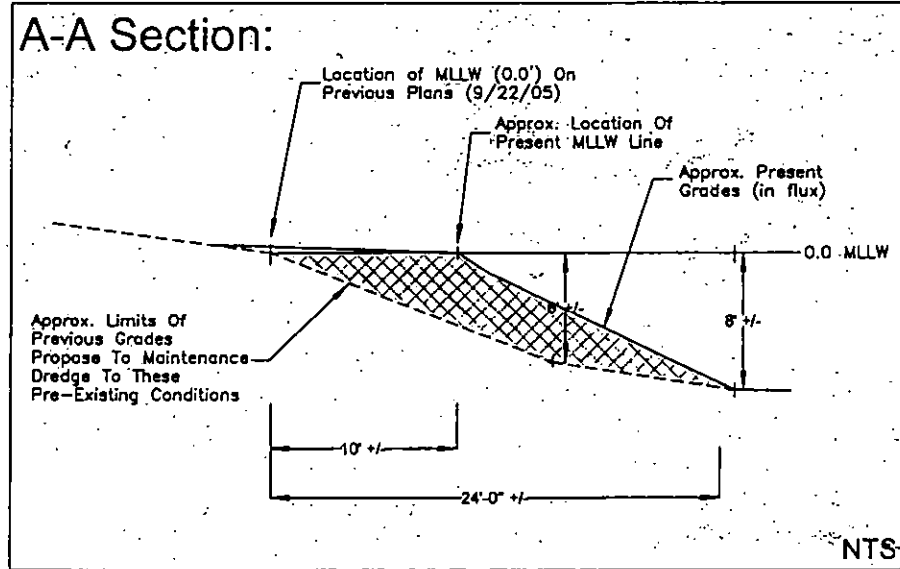 A-A Section:
Location of MLLW (0.0') On
Previous Plans (9/22/05)
Approx. Location Of
Present MLLW Line
Approx. Present
Grades (in flux)
0.0 MLLW
8' +/-
Approx. Limits Of
Previous Grades
Propose To Maintenance
Dredge To These
Pre-Existing Conditions
10' +/-
24'-0" +/-
NTS